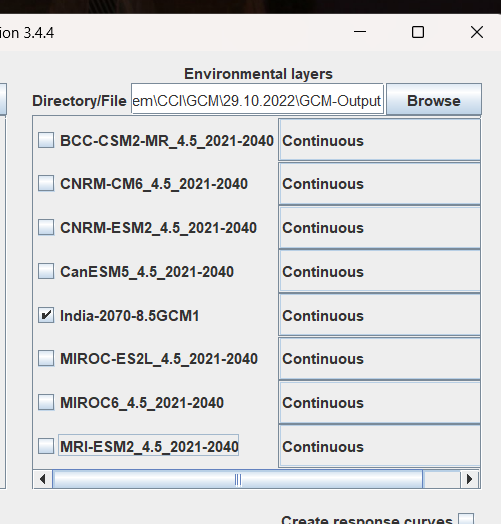 ion 3.4.4
Environmental layers
Directory/File em\CCI\GCM\29.10.2022\GCM-Output Browse
BCC-CSM2-MR_4.5_2021-2040 Continuous
CNRM-CM6_4.5_2021-2040 Continuous
CNRM-ESM2_4.5_2021-2040 Continuous
CanESM5_4.5_2021-2040 Continuous
India-2070-8.5GCM1 Continuous
MIROC-ES2L_4.5_2021-2040 Continuous
MIROC6_4.5_2021-2040 Continuous
MRI-ESM2_4.5_2021-2040 Continuous
Create response curves